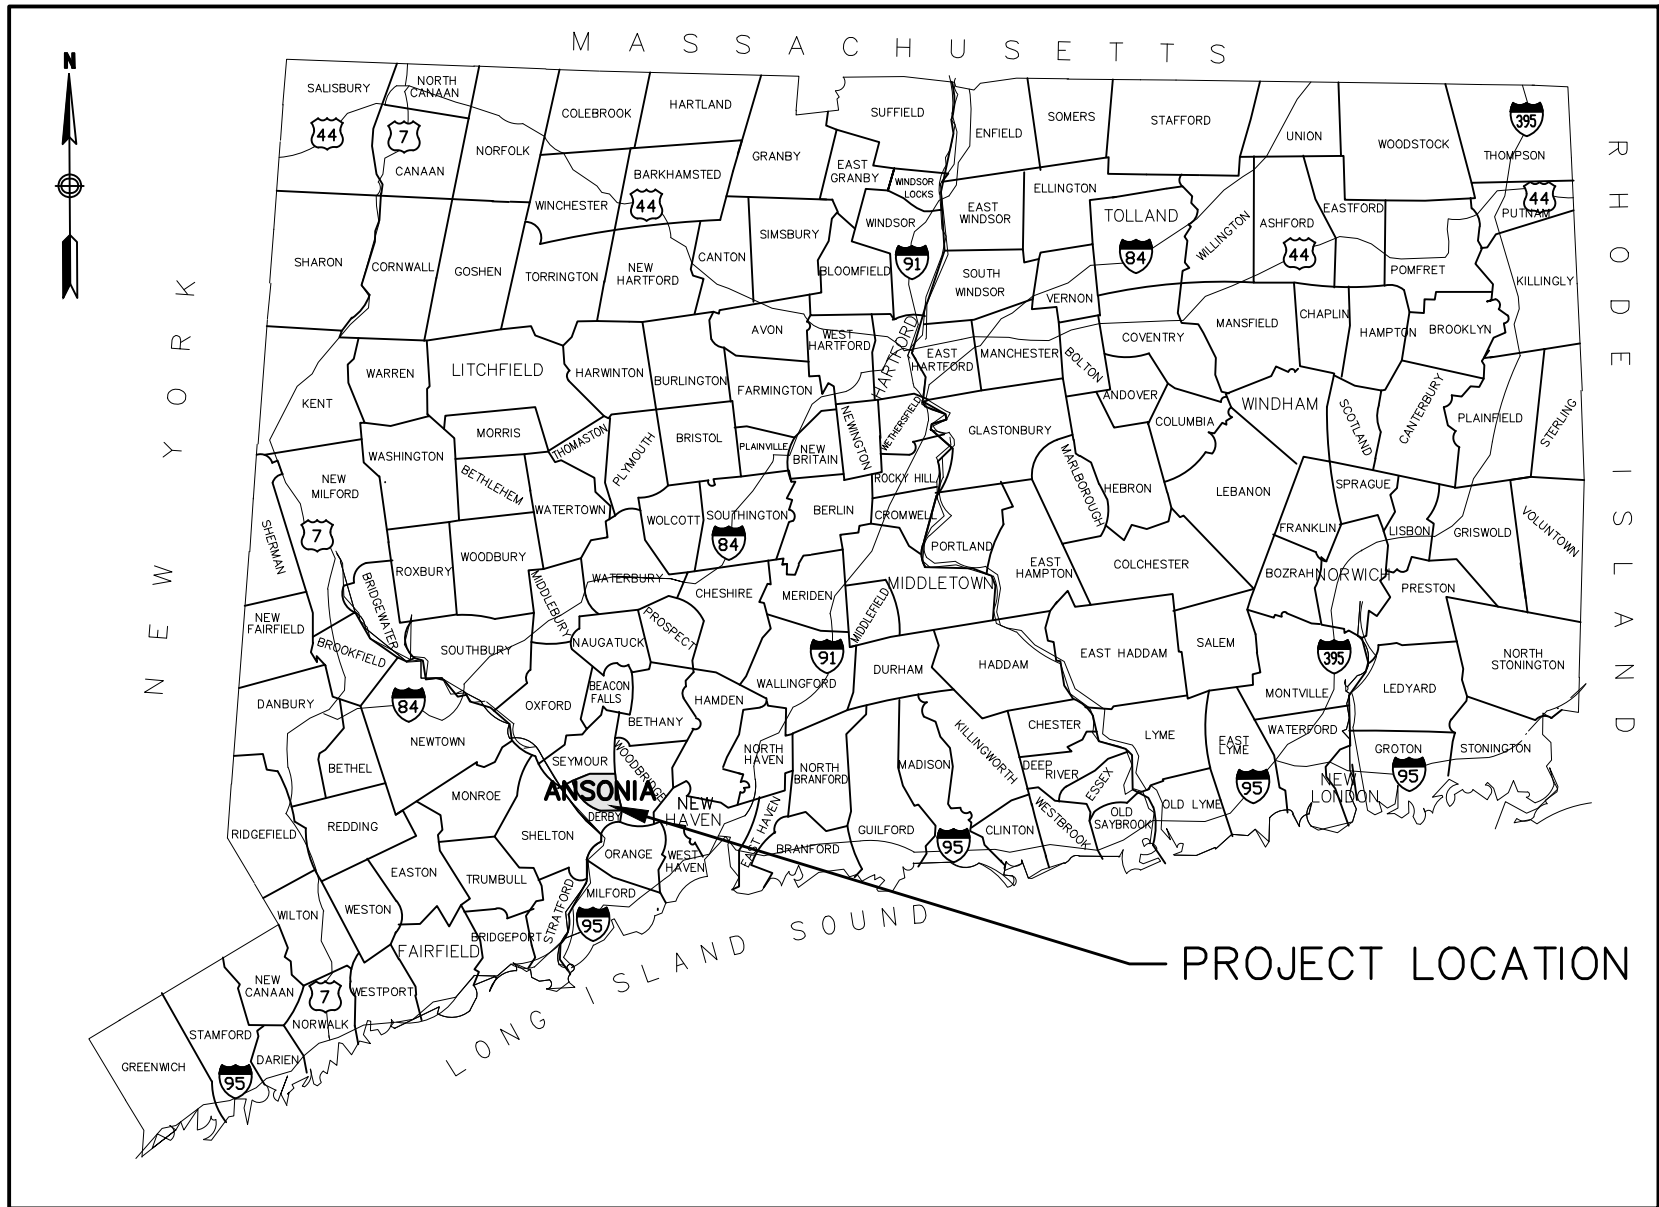 MASSACHUSETTS
N
SALISBURY
NORTH
CANAAN
COLEBROOK
HARTLAND
SUFFIELD
ENFIELD
SOMERS
STAFFORD
UNION
WOODSTOCK
395
THOMPSON
44
7
NORFOLK
CANAAN
BARKHAMSTED
GRANBY
EAST
GRANBY
WINDSOR
LOCKS
WINDSOR
EAST
WINDSOR
ELLINGTON
TOLLAND
WILLINGTON
ASHFORD
EASTFORD
44
PUTNAM
WINCHESTER
44
SIMSBURY
84
44
POMFRET
KILLINGLY
SHARON
CORNWALL
GOSHEN
TORRINGTON
NEW
HARTFORD
CANTON
BLOOMFIELD
91
SOUTH
WINDSOR
VERNON
AVON
WEST
HARTFORD
HARTFORD
EAST
HARTFORD
MANCHESTER
BOLTON
COVENTRY
MANSFIELD
CHAPLIN
HAMPTON
BROOKLYN
RHODE ISLAND
NEW YORK
KENT
WARREN
LITCHFIELD
HARWINTON
BURLINGTON
FARMINGTON
NEWINGTON
WETHERSFIELD
GLASTONBURY
ANDOVER
COLUMBIA
WINDHAM
SCOTLAND
CANTERBURY
PLAINFIELD
STERLING
WASHINGTON
MORRIS
THOMASTON
PLYMOUTH
BRISTOL
PLAINVILLE
NEW
BRITAIN
ROCKY HILL
MARLBOROUGH
HEBRON
LEBANON
SPRAGUE
NEW
MILFORD
7
BETHLEHEM
WATERTOWN
WOLCOTT
SOUTHINGTON
84
BERLIN
CROMWELL
PORTLAND
EAST
HAMPTON
COLCHESTER
FRANKLIN
LISBON
GRISWOLD
VOLUNTOWN
SHERMAN
ROXBURY
WOODBURY
BRIDGEWATER
MIDDLEBURY
WATERBURY
CHESHIRE
MERIDEN
MIDDLETOWN
MIDDLEFIELD
BOZRAH
NORWICH
PRESTON
NEW
FAIRFIELD
BROOKFIELD
SOUTHBURY
NAUGATUCK
PROSPECT
91
WALLINGFORD
DURHAM
HADDAM
EAST HADDAM
SALEM
395
NORTH
STONINGTON
DANBURY
84
OXFORD
BEACON
FALLS
BETHANY
HAMDEN
MONTVILLE
LEDYARD
NEWTOWN
BETHEL
SEYMOUR
WOODBRIDGE
NORTH
HAVEN
NORTH
BRANFORD
MADISON
KILLINGWORTH
CHESTER
DEEP
RIVER
ESSEX
LYME
EAST
LYME
WATERFORD
GROTON
95
STONINGTON
MONROE
ANSONIA
DERBY
NEW
HAVEN
EAST HAVEN
BRANFORD
GUILFORD
95
CLINTON
WESTBROOK
OLD
SAYBROOK
OLD LYME
95
NEW
LONDON
RIDGEFIELD
REDDING
SHELTON
ORANGE
WEST
HAVEN
EASTON
TRUMBULL
STRATFORD
MILFORD
95
WILTON
WESTON
FAIRFIELD
BRIDGEPORT
PROJECT LOCATION
NEW
CANAAN
7
NORWALK
WESTPORT
STAMFORD
DARIEN
95
GREENWICH
LONG ISLAND SOUND